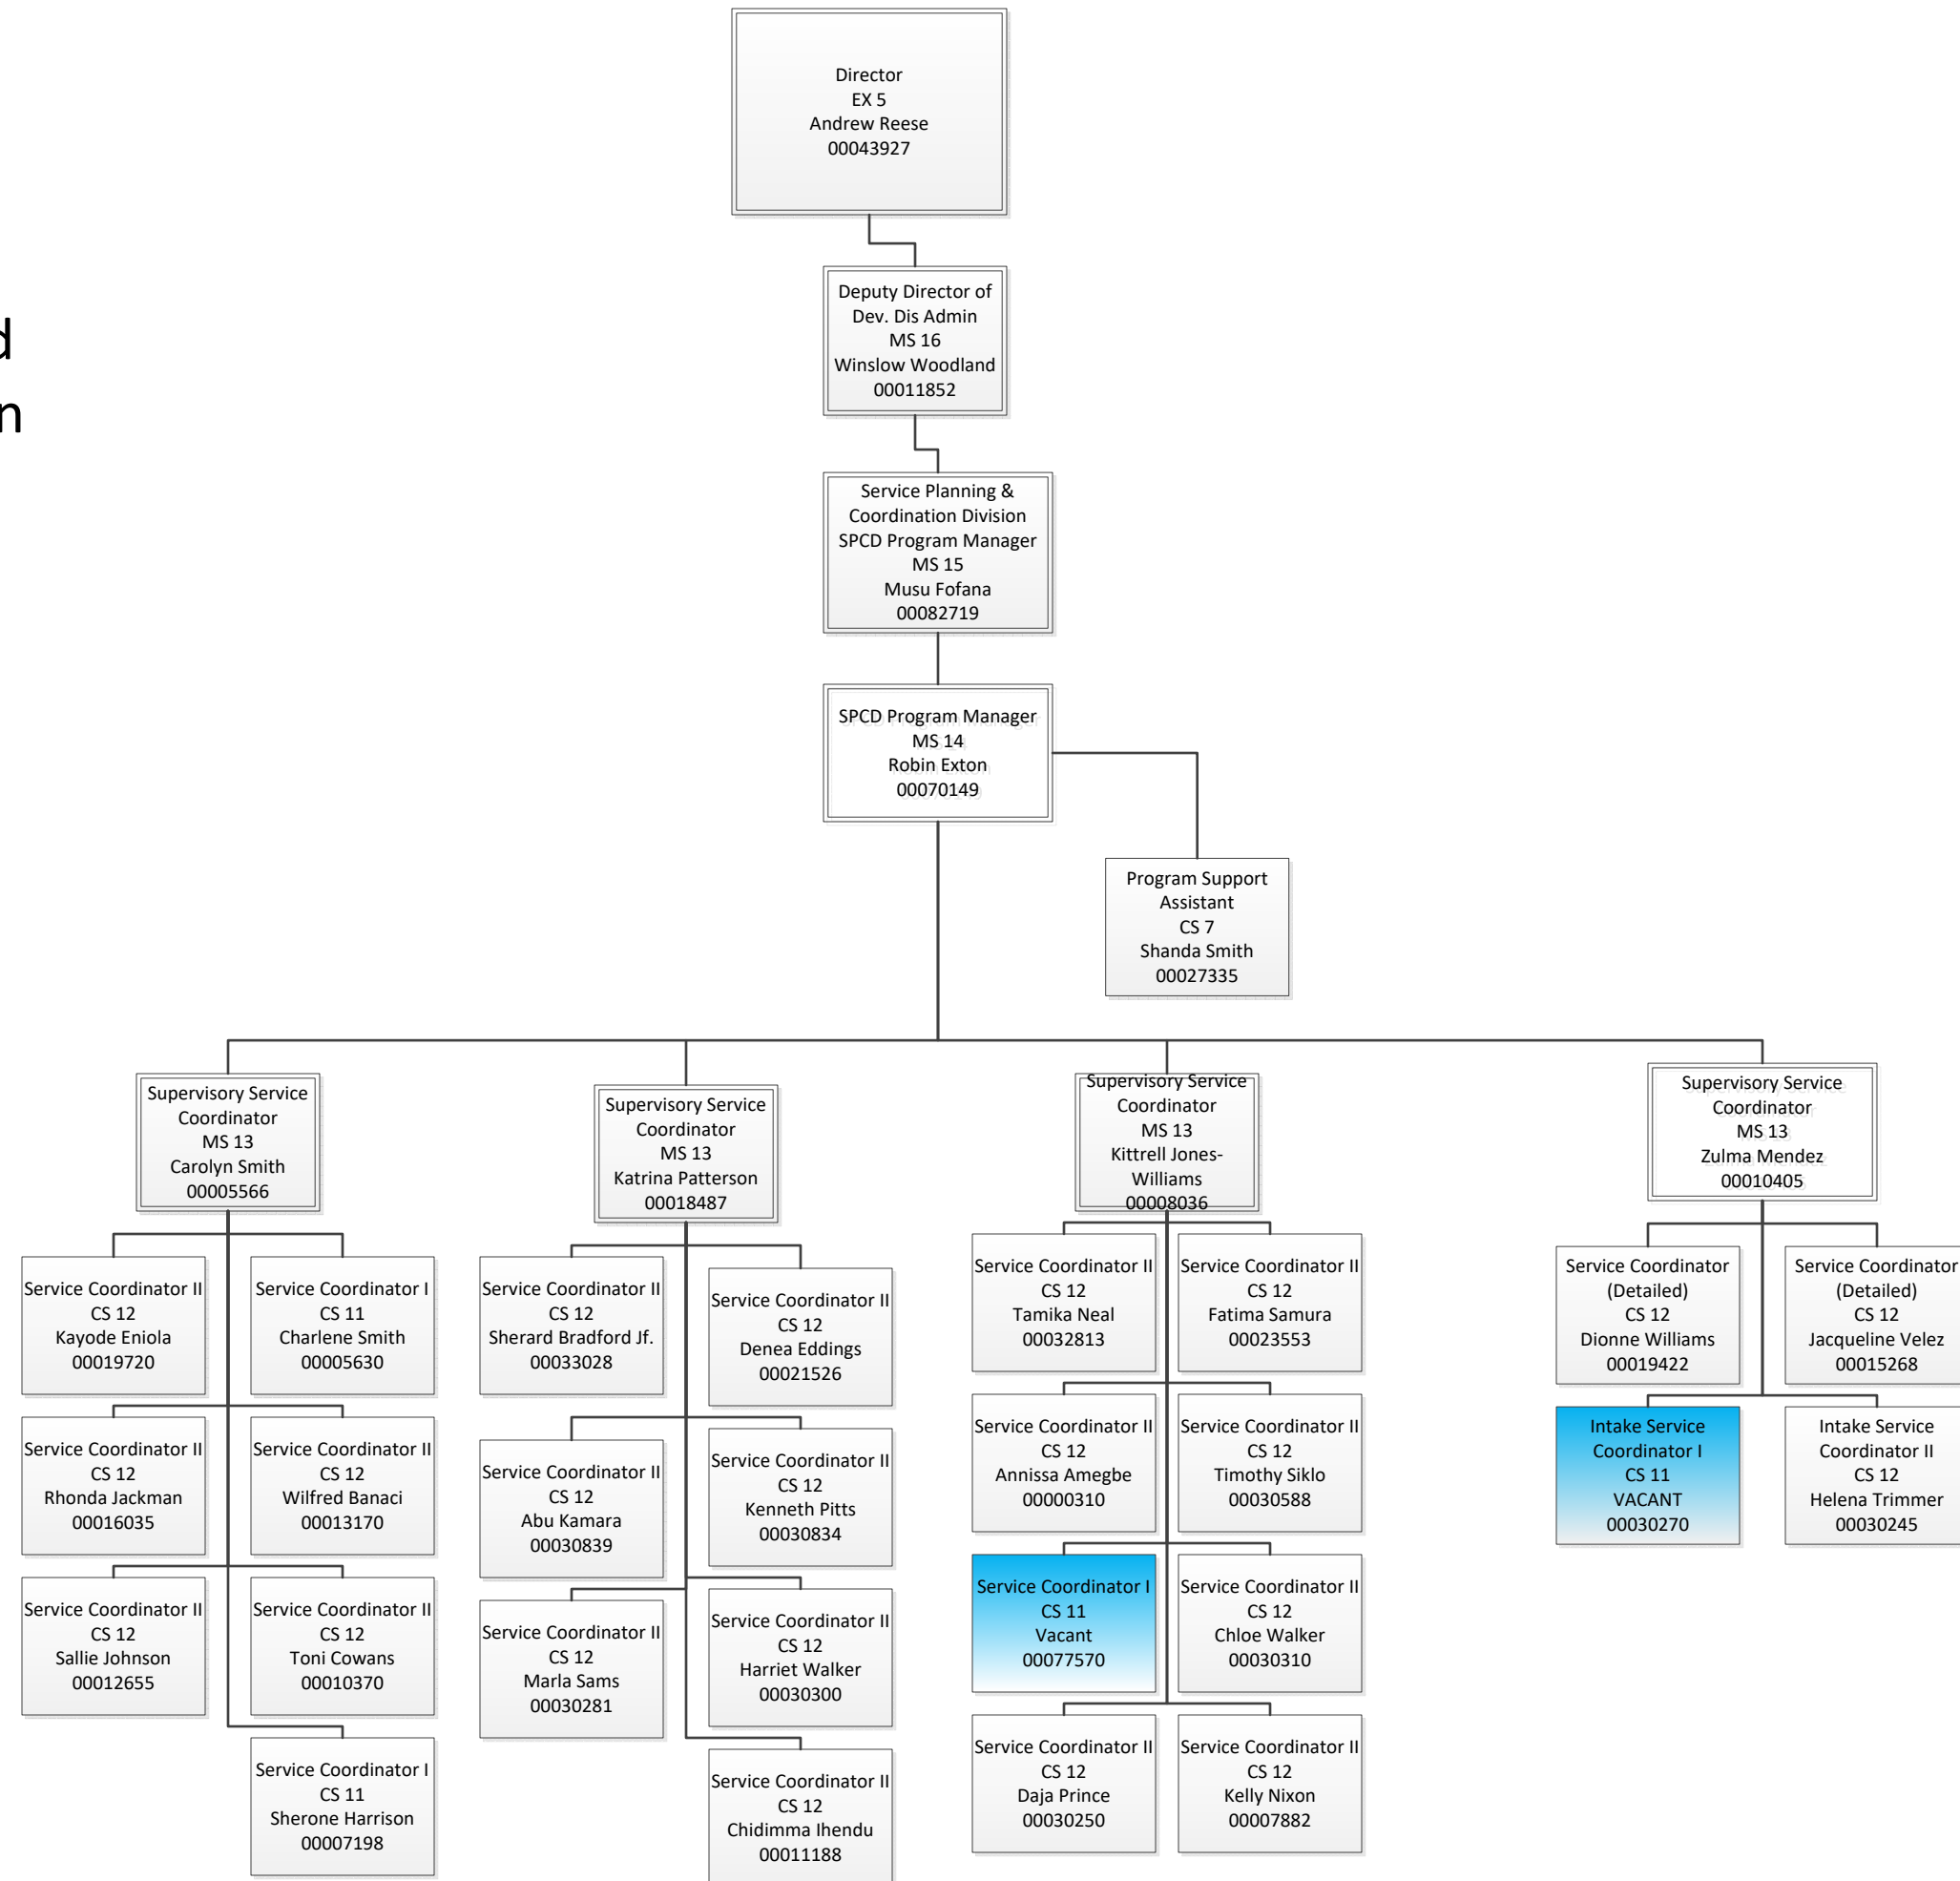 Director
EX 5
Andrew Reese
00043927
d
n
Deputy Director of
Dev. Dis Admin
MS 16
Winslow Woodland
00011852
Service Planning &
Coordination Division
SPCD Program Manager
MS 15
Musu Fofana
00082719
SPCD Program Manager
MS 14
Robin Exton
00070149
Program Support
Assistant
CS 7
Shanda Smith
00027335
Supervisory Service
Coordinator
MS 13
Carolyn Smith
00005566
Supervisory Service
Coordinator
MS 13
Katrina Patterson
00018487
Supervisory Service
Coordinator
MS 13
Kittrell Jones-
Williams
00008036
Supervisory Service
Coordinator
MS 13
Zulma Mendez
00010405
Service Coordinator II
CS 12
Kayode Eniola
00019720
Service Coordinator I
CS 11
Charlene Smith
00005630
Service Coordinator II
CS 12
Rhonda Jackman
00016035
Service Coordinator II
CS 12
Wilfred Banaci
00013170
Service Coordinator II
CS 12
Sallie Johnson
00012655
Service Coordinator II
CS 12
Toni Cowans
00010370
Service Coordinator I
CS 11
Sherone Harrison
00007198
Service Coordinator II
CS 12
Sherard Bradford Jf.
00033028
Service Coordinator II
CS 12
Denea Eddings
00021526
Service Coordinator II
CS 12
Abu Kamara
00030839
Service Coordinator II
CS 12
Kenneth Pitts
00030834
Service Coordinator II
CS 12
Marla Sams
00030281
Service Coordinator II
CS 12
Harriet Walker
00030300
Service Coordinator II
CS 12
Chidimma Ihendu
00011188
Service Coordinator II
CS 12
Tamika Neal
00032813
Service Coordinator II
CS 12
Fatima Samura
00023553
Service Coordinator II
CS 12
Annissa Amegbe
00000310
Service Coordinator II
CS 12
Timothy Siklo
00030588
Service Coordinator I
CS 11
Vacant
00077570
Service Coordinator II
CS 12
Chloe Walker
00030310
Service Coordinator II
CS 12
Daja Prince
00030250
Service Coordinator II
CS 12
Kelly Nixon
00007882
Service Coordinator
(Detailed)
CS 12
Dionne Williams
00019422
Service Coordinator
(Detailed)
CS 12
Jacqueline Velez
00015268
Intake Service
Coordinator I
CS 11
VACANT
00030270
Intake Service
Coordinator II
CS 12
Helena Trimmer
00030245